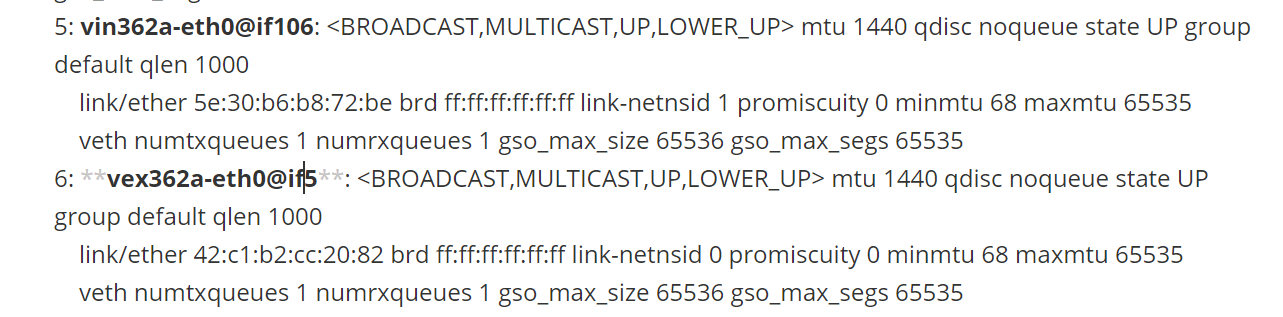 5: vin362a-eth0@if106: <BROADCAST,MULTICAST,UP,LOWER_UP> mtu 1440 qdisc noqueue state UP group
default qlen 1000
link/ether 5e:30:b6:b8:72:be brd ff:ff:ff:ff:ff:ff link-netnsid 1 promiscuity 0 minmtu 68 maxmtu 65535
veth numtxqueues 1 numrxqueues 1 gso_max_size 65536 gso_max_segs 65535
6: **vex362a-eth0@if5**: <BROADCAST,MULTICAST,UP,LOWER_UP> mtu 1440 qdisc noqueue state UP
group default qlen 1000
link/ether 42:c1:b2:cc:20:82 brd ff:ff:ff:ff:ff:ff link-netnsid 0 promiscuity 0 minmtu 68 maxmtu 65535
veth numtxqueues 1 numrxqueues 1 gso_max_size 65536 gso_max_segs 65535